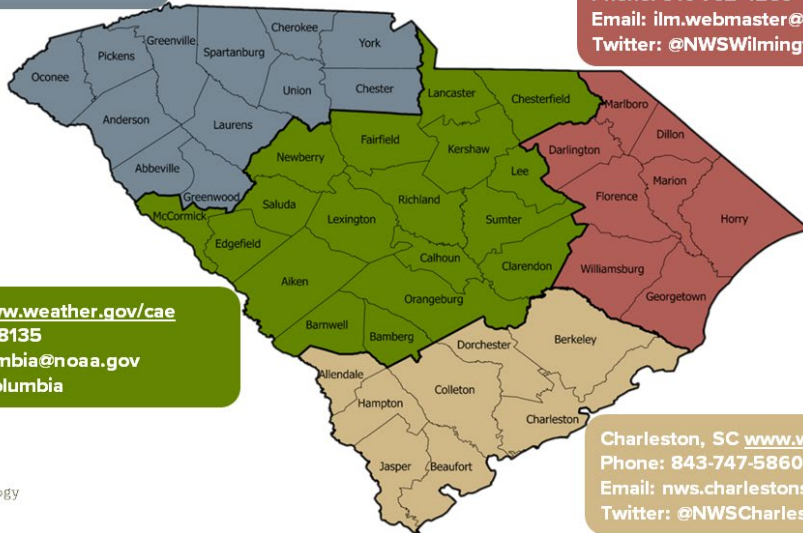 Email: ilm.webmaster@
Twitter: @NWSWilming
Cherokee
York
Greenville
Spartanburg
Pickens
Oconee
Union
Chester
Anderson
Laurens
Abbeville
Greenwood
Lancaster
Chesterfield
Marlboro
Dillon
Fairfield
Kershaw
Darlington
Newberry
Lee
Marion
Florence
Horry
McCormick
Saluda
Lexington
Richland
Sumter
Edgefield
Calhoun
Clarendon
Williamsburg
Aiken
Orangeburg
Georgetown
Barnwell
Bamberg
Dorchester
Berkeley
Allendale
Hampton
Colleton
Charleston
Jasper
Beaufort
ww.weather.gov/cae
8135
mbia@noaa.gov
olumbia
Charleston, SC www.w
Phone: 843-747-5860
Email: nws.charlestons
Twitter: @NWSCharles
ogy